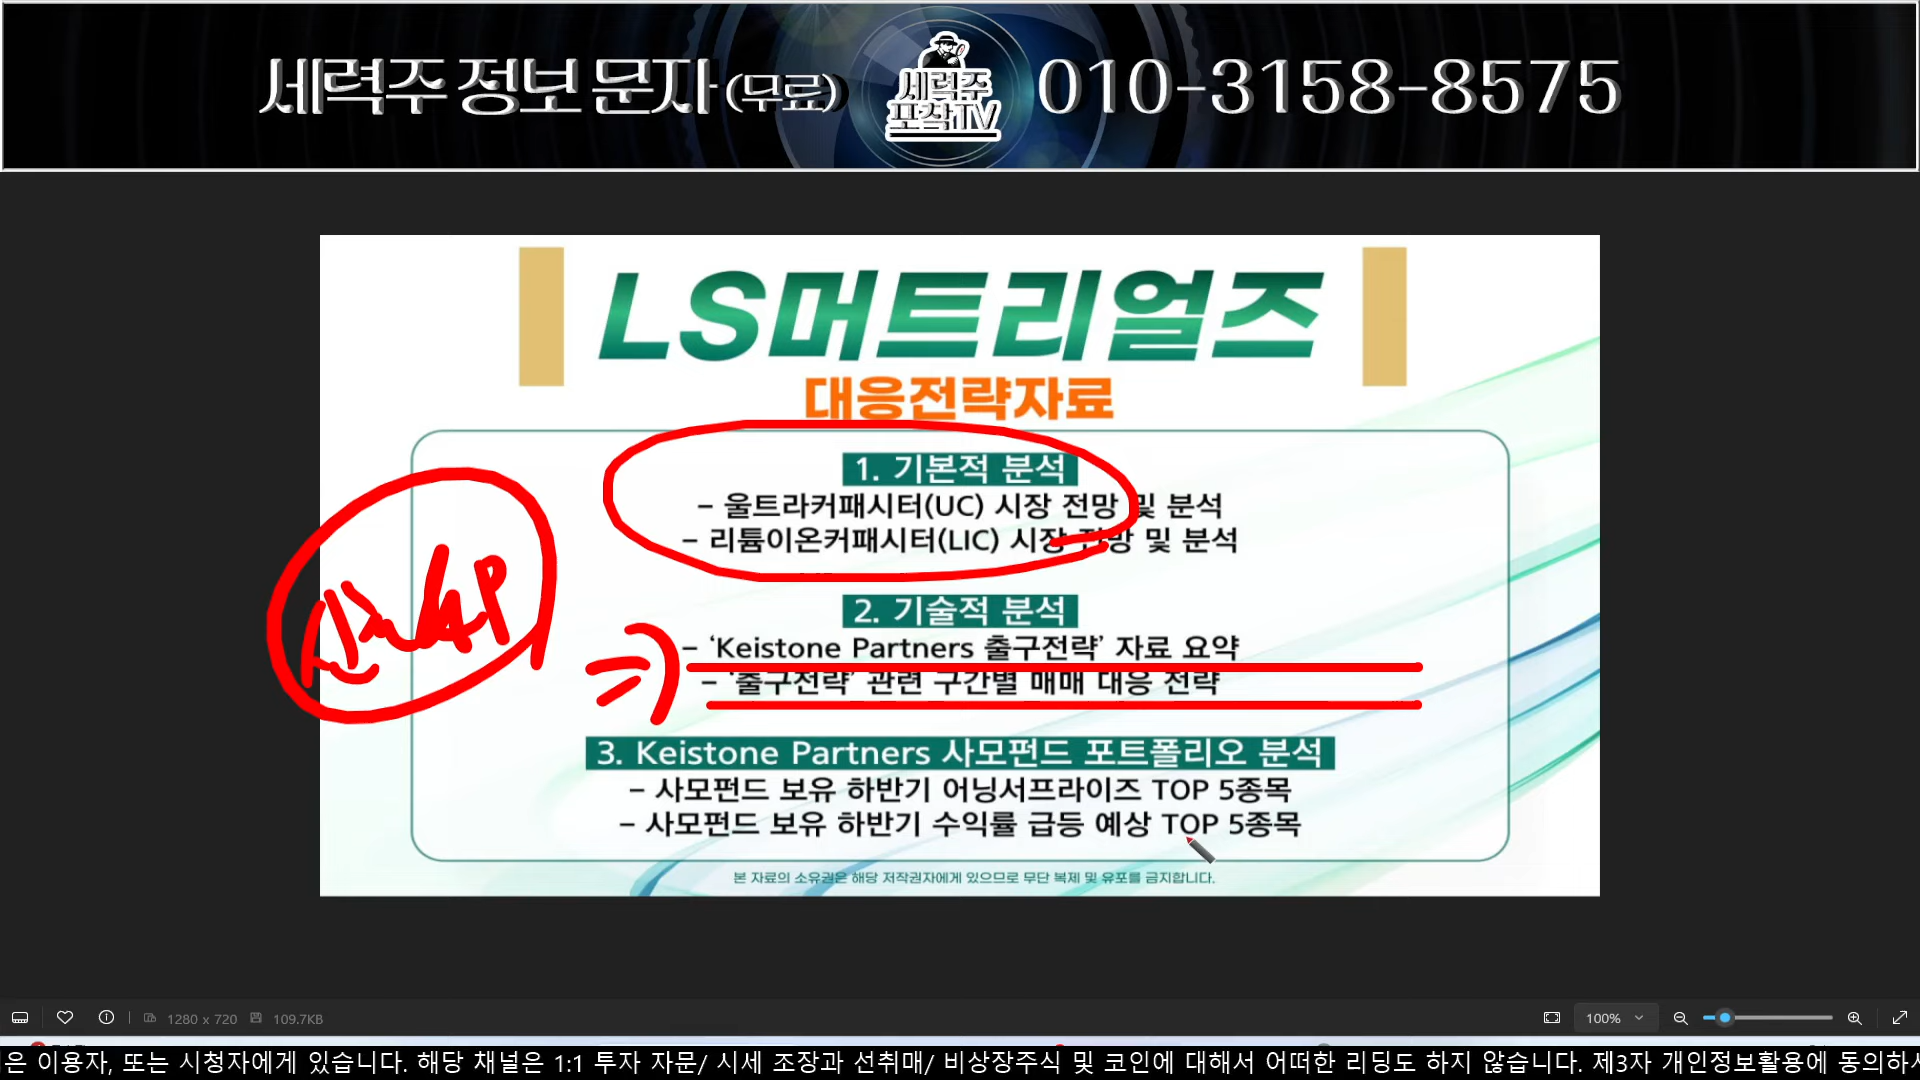 세력주 정보 문자 (무료) 세력주 포착TV 010-3158-8575
LS머트리얼즈
대응전략자료
1. 기본적 분석
– 울트라커패시터(UC) 시장 전망 및 분석
– 리튬이온커패시터(LIC) 시장 전망 및 분석
2. 기술적 분석
– ‘Keistone Partners 출구전략’ 자료 요약
– ‘출구전략’ 관련 구간별 매매 대응 전략
3. Keistone Partners 사모펀드 포트폴리오 분석
– 사모펀드 보유 하반기 어닝서프라이즈 TOP 5종목
– 사모펀드 보유 하반기 수익률 급등 예상 TOP 5종목
본 자료의 소유권은 해당 저작권자에게 있으므로 무단 복제 및 유포를 금지합니다.
1280 x 720 109.7KB 100%
은 이용자, 또는 시청자에게 있습니다. 해당 채널은 1:1 투자 자문/ 시세 조장과 선취매/ 비상장주식 및 코인에 대해서 어떠한 리딩도 하지 않습니다. 제3자 개인정보활용에 동의하시